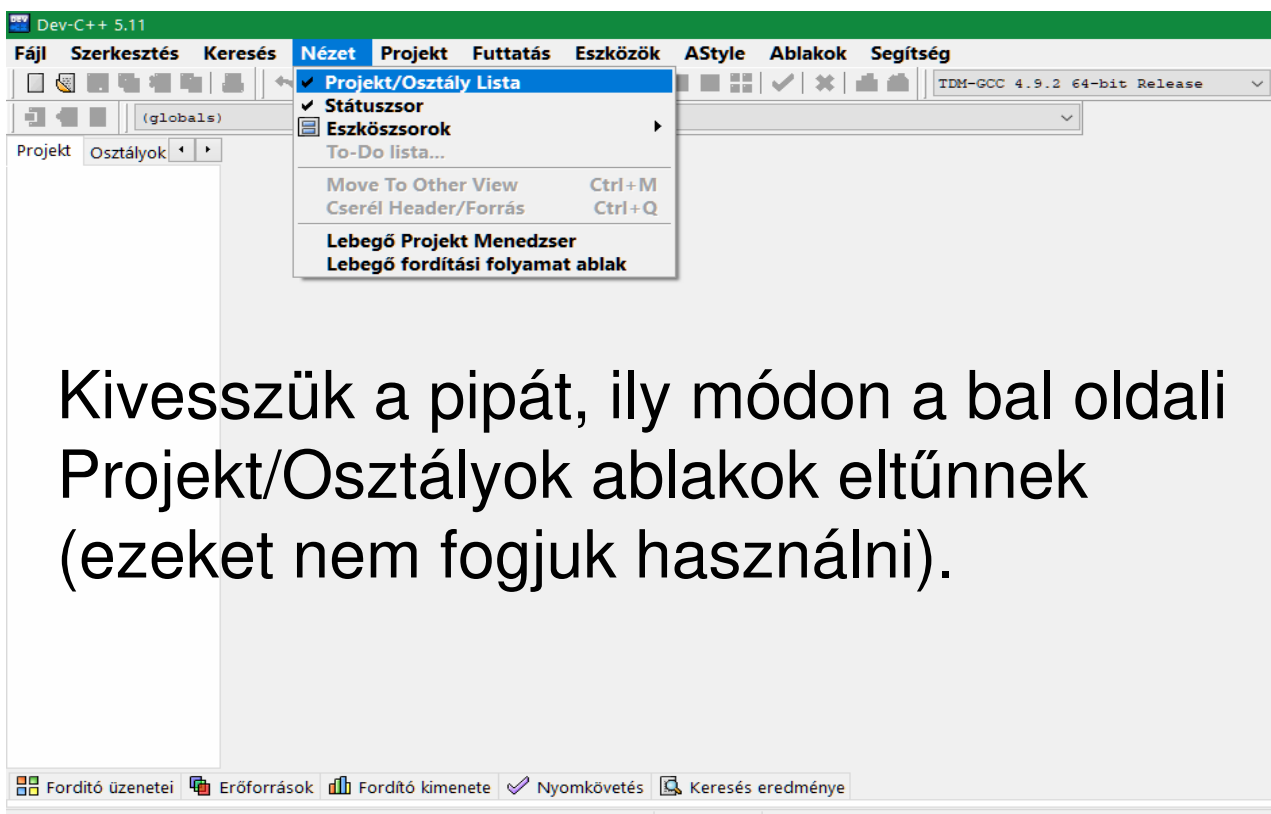 Dev-C++ 5.11
Fájl Szerkesztés Keresés Nézet Projekt Futtatás Eszközök AStyle Ablakok Segítség
TDM-GCC 4.9.2 64-bit Release
(globals)
Projekt Osztályok
Projekt/Osztály Lista
Státuszsor
Eszköszsorok
To-Do lista...
Move To Other View Ctrl+M
Cserél Header/Forrás Ctrl+Q
Lebegő Projekt Menedzser
Lebegő fordítási folyamat ablak
Kivesszük a pipát, ily módon a bal oldali
Projekt/Osztályok ablakok eltűnnek
(ezeket nem fogjuk használni).
Forditó üzenetei Erőforrások Fordító kimenete Nyomkövetés Keresés eredménye